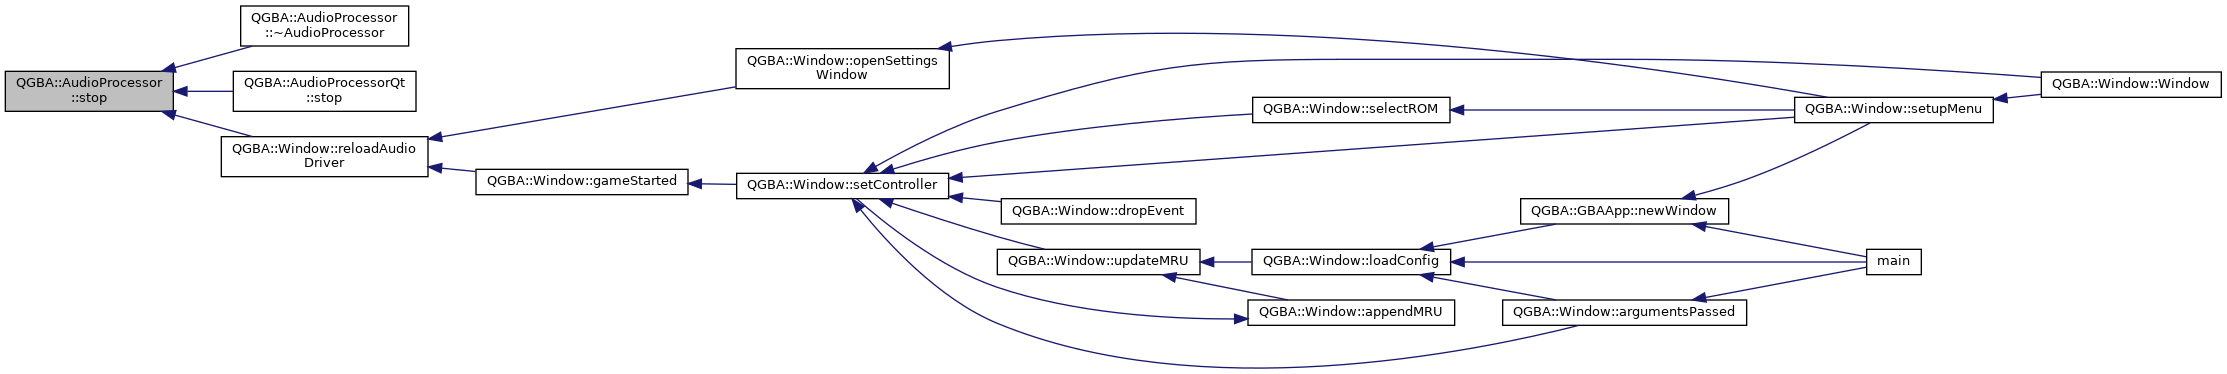 QGBA::AudioProcessor
::stop
QGBA::AudioProcessor
::~AudioProcessor
QGBA::AudioProcessorQt
::stop
QGBA::Window::reloadAudio
Driver
QGBA::Window::openSettings
Window
QGBA::Window::gameStarted
QGBA::Window::setController
QGBA::Window::selectROM
QGBA::Window::dropEvent
QGBA::Window::updateMRU
QGBA::Window::loadConfig
QGBA::Window::appendMRU
QGBA::GBAApp::newWindow
QGBA::Window::argumentsPassed
QGBA::Window::setupMenu
main
QGBA::Window::Window